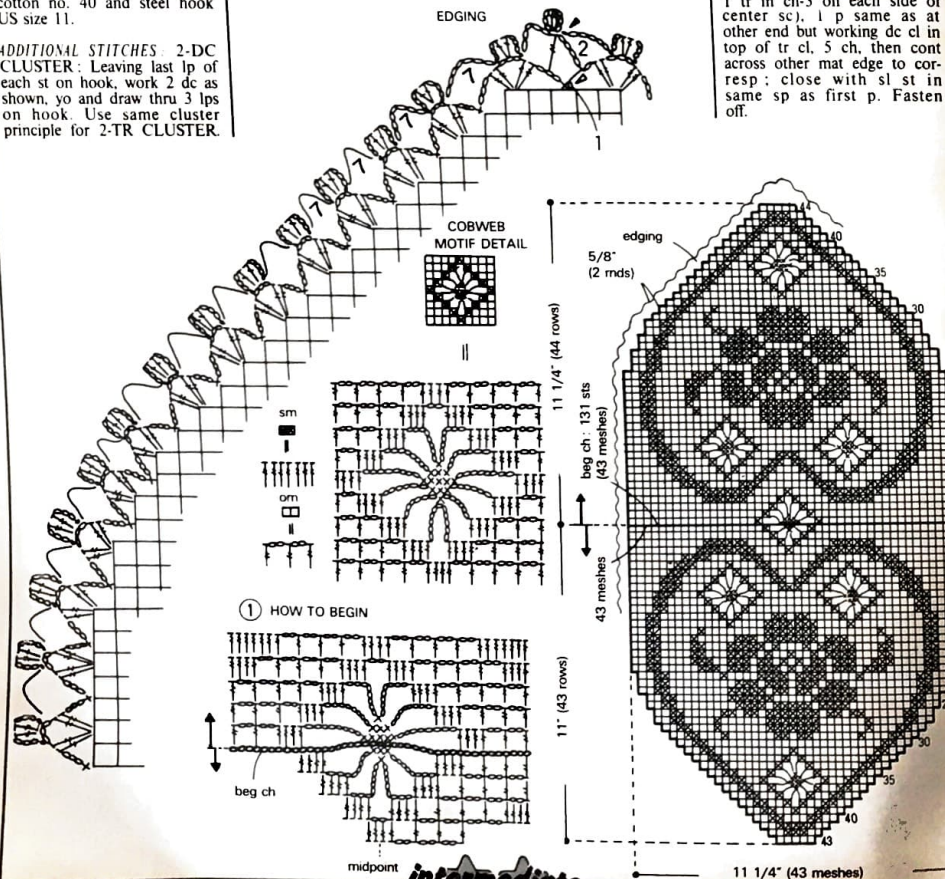 cotton no. 40 and steel hook
US size 11.
ADDITIONAL STITCHES: 2-DC
CLUSTER: Leaving last lp of
each st on hook, work 2 dc as
shown, yo and draw thru 3 lps
on hook. Use same cluster
principle for 2-TR CLUSTER.
EDGING
2
7
7
7
7
1
1 tr in ch-3 on each side of
center sc), 1 p same as at
other end but working dc cl in
top of tr cl, 5 ch, then cont
across other mat edge to cor-
resp; close with sl st in
same sp as first p. Fasten
off.
COBWEB
MOTIF DETAIL
sm
om
1 HOW TO BEGIN
beg ch
midpoint
edging
5/8"
(2 rnds)
11 1/4" (44 rows)
beg ch: 131 sts
(43 meshes)
43 meshes
11" (43 rows)
44
40
35
30
30
35
40
43
11 1/4" (43 meshes)